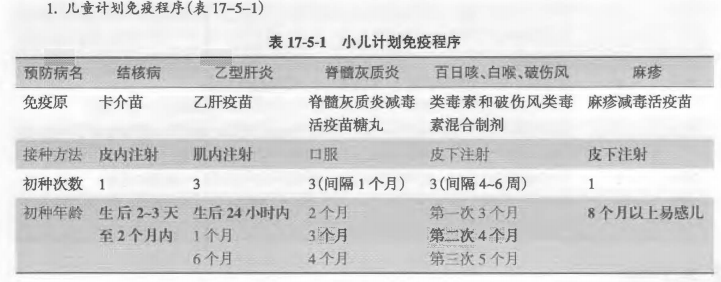 1. 儿童计划免疫程序(表 17-5-1)
表 17-5-1 小儿计划免疫程序
预防病名 结核病 乙型肝炎 脊髓灰质炎 百日咳、白喉、破伤风 麻疹
免疫原 卡介苗 乙肝疫苗 脊髓灰质炎减毒 类毒素和破伤风类毒 麻疹减毒活疫苗
活疫苗糖丸 素混合制剂
接种方法 皮内注射 肌内注射 口服 皮下注射 皮下注射
初种次数 1 3 3(间隔1个月) 3(间隔4~6周) 1
初种年龄 生后2~3天 生后24小时内 2个月 第一次3个月 8个月以上易感儿
至2个月内 1个月 3个月 第二次4个月
6个月 4个月 第三次5个月